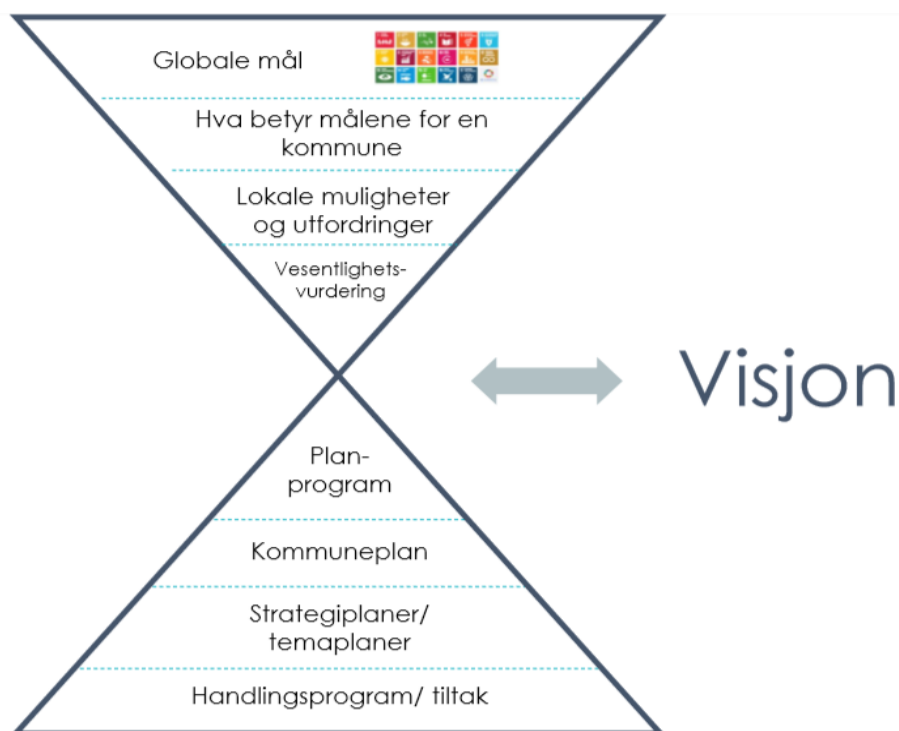 Globale mål
Hva betyr målene for en
kommune
Lokale muligheter
og utfordringer
Vesentlighets-
vurdering
Visjon
Plan-
program
Kommuneplan
Strategiplaner/
temaplaner
Handlingsprogram/ tiltak